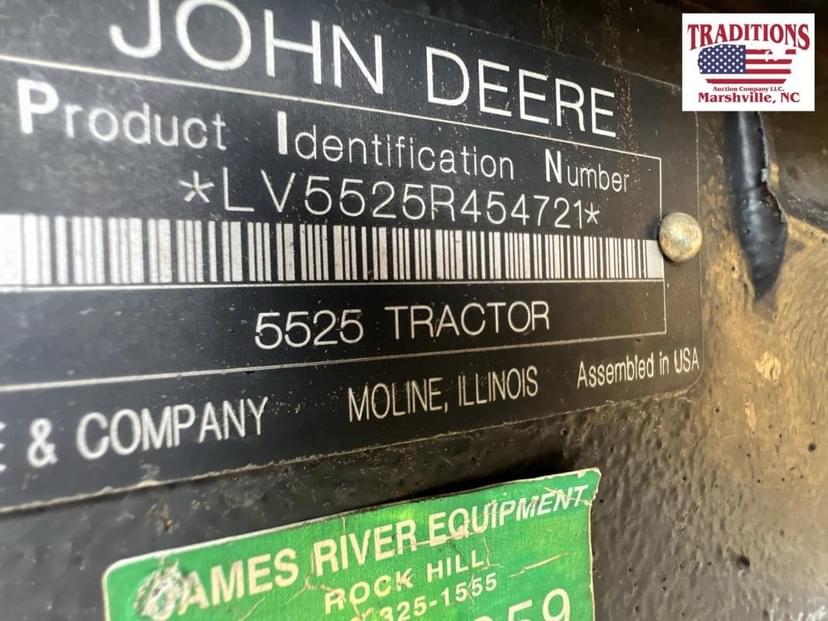 TRADITIONS
Auction Company LLC.
Marshville, NC
JOHN DEERE
Product Identification Number
*LV5525R454721*
5525 TRACTOR
& COMPANY MOLINE, ILLINOIS Assembled in USA
JAMES RIVER EQUIPMENT
ROCK HILL
325-1555